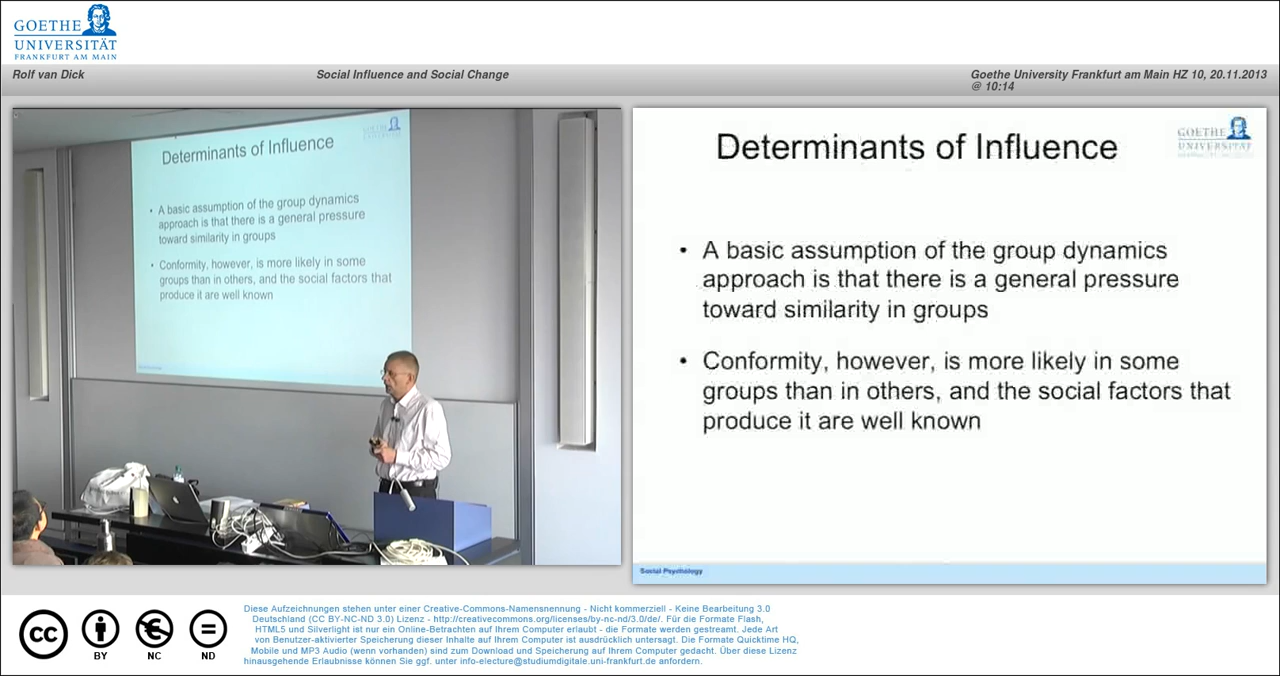 GOETHE
UNIVERSITÄT
FRANKFURT AM MAIN
Rolf van Dick
Social Influence and Social Change
Goethe University Frankfurt am Main HZ 10, 20.11.2013
@ 10:14
Determinants of Influence
• A basic assumption of the group dynamics
approach is that there is a general pressure
toward similarity in groups
• Conformity, however, is more likely in some
groups than in others, and the social factors that
produce it are well known
GOETHE
UNIVERSITÄT
Determinants of Influence
• A basic assumption of the group dynamics
approach is that there is a general pressure
toward similarity in groups
• Conformity, however, is more likely in some
groups than in others, and the social factors that
produce it are well known
Social Psychology
cc
BY
NC
ND
Diese Aufzeichnungen stehen unter einer Creative-Commons-Namensnennung - Nicht kommerziell - Keine Bearbeitung 3.0
Deutschland (CC BY-NC-ND 3.0) Lizenz - http://creativecommons.org/licenses/by-nc-nd/3.0/de/. Für die Formate Flash,
HTML5 und Silverlight ist nur ein Online-Betrachten auf Ihrem Computer erlaubt - die Formate werden gestreamt. Jede Art
von Benutzer-aktivierter Speicherung dieser Inhalte auf Ihrem Computer ist ausdrücklich untersagt. Die Formate Quicktime HQ,
Mobile und MP3 Audio (wenn vorhanden) sind zum Download und Speicherung auf Ihrem Computer gedacht. Über diese Lizenz
hinausgehende Erlaubnisse können Sie ggf. unter info-electure@studiumdigitale.uni-frankfurt.de anfordern.